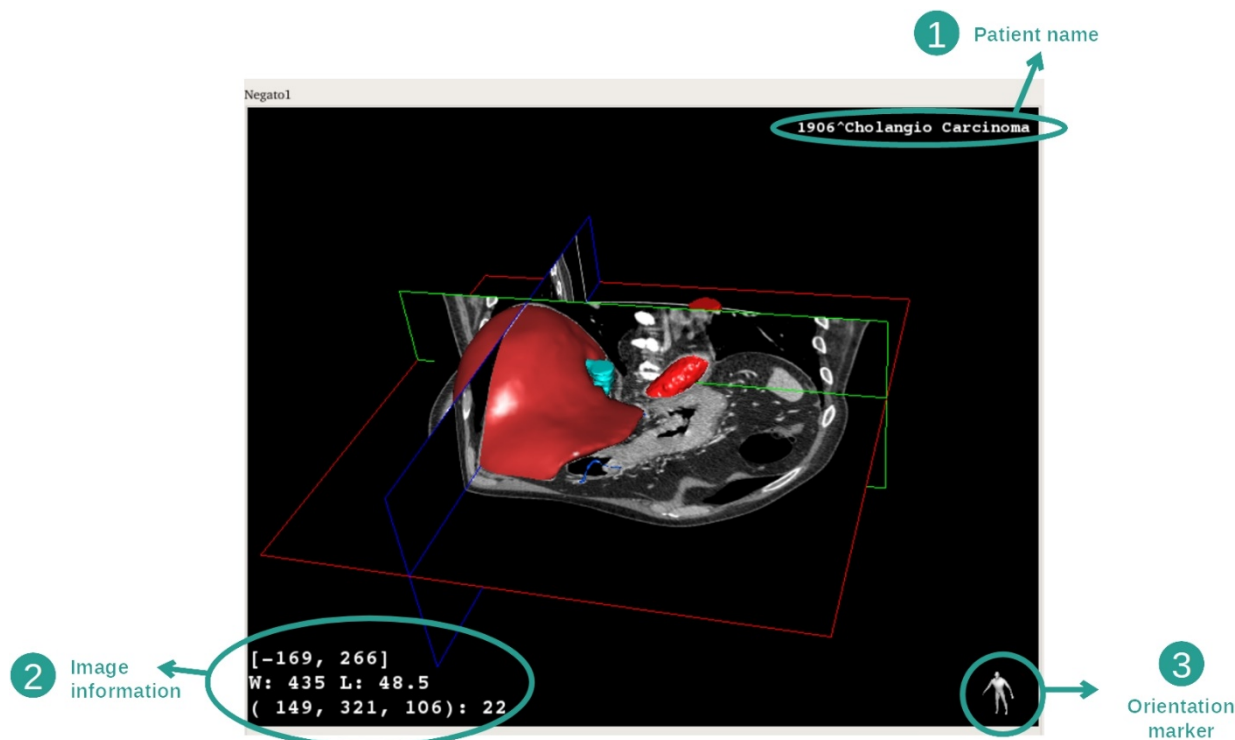 1 Patient name
Negato1
1906^Cholangio Carcinoma
[-169, 266]
W: 435 L: 48.5
( 149, 321, 106): 22
2 Image
information
3
Orientation
marker